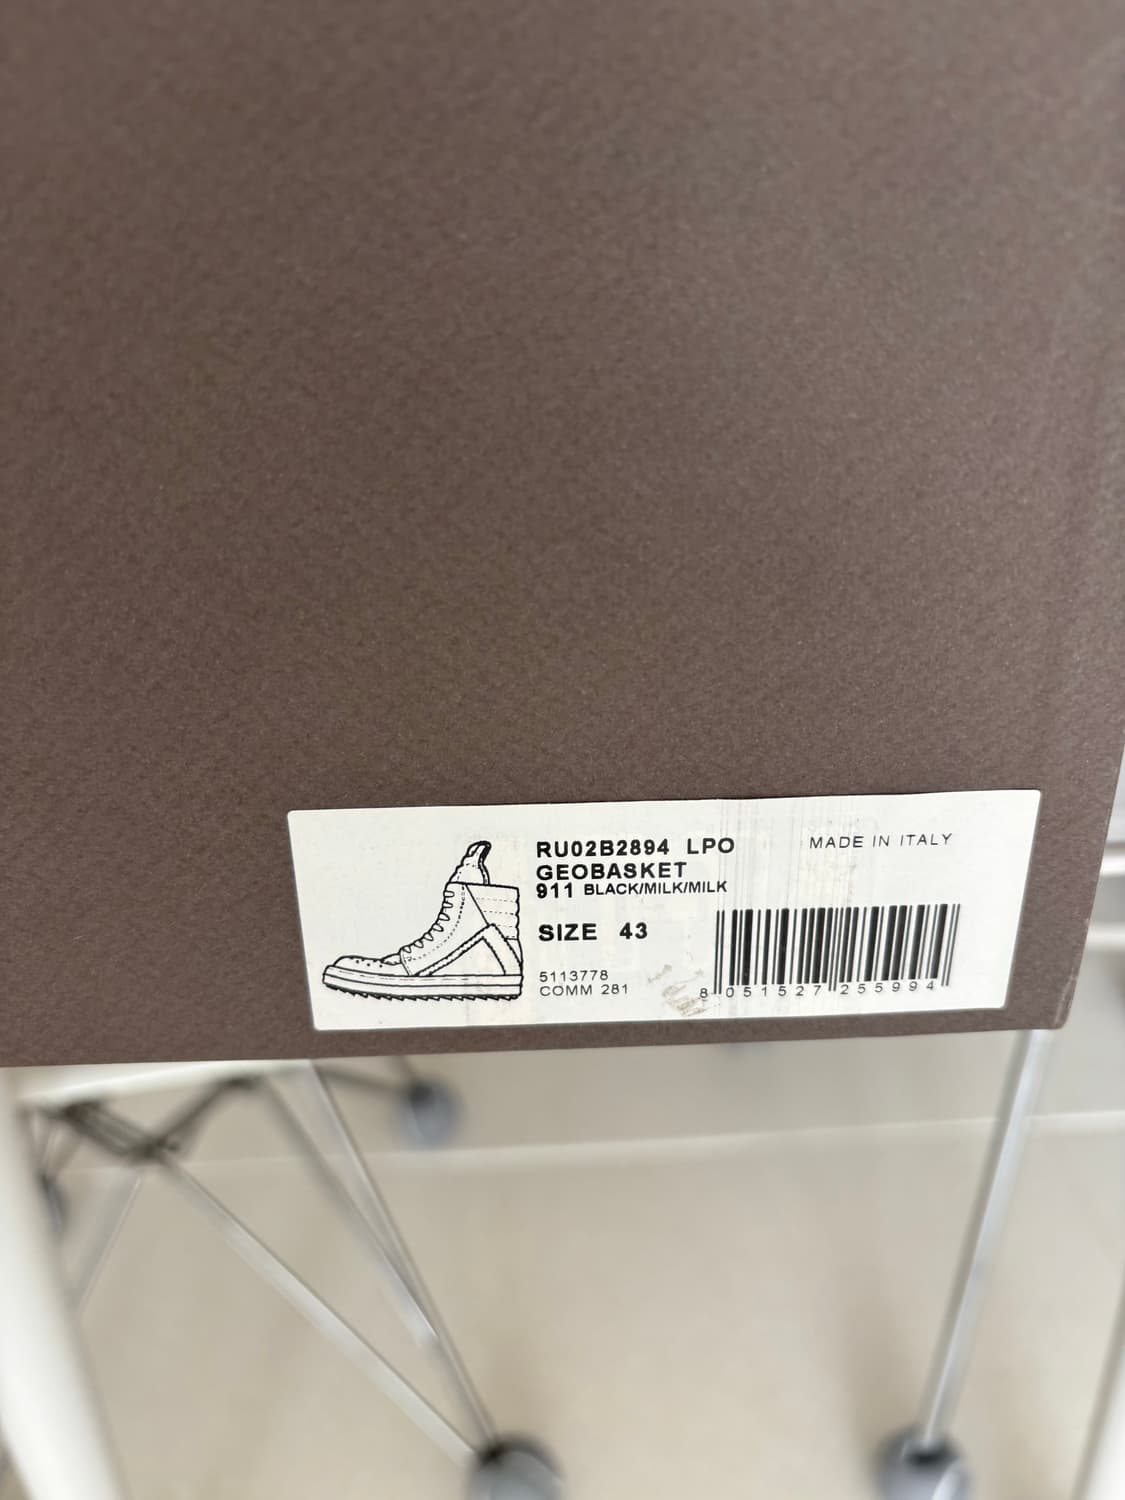 RU02B2894 LPO
MADE IN ITALY
GEOBASKET
911 BLACK/MILK/MILK
SIZE 43
5113778
COMM 281
8 051527 255994